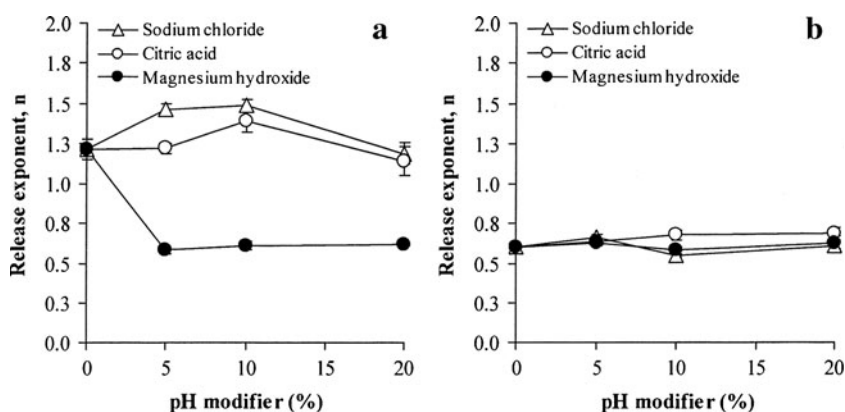 Sodium chloride
Citric acid
Magnesium hydroxide
a
Release exponent, n
2.0
1.8
1.5
1.3
1.0
0.8
0.5
0.3
0.0
0 5 10 15 20
pH modifier (%)
Sodium chloride
Citric acid
Magnesium hydroxide
b
Release exponent, n
2.0
1.8
1.5
1.3
1.0
0.8
0.5
0.3
0.0
0 5 10 15 20
pH modifier (%)